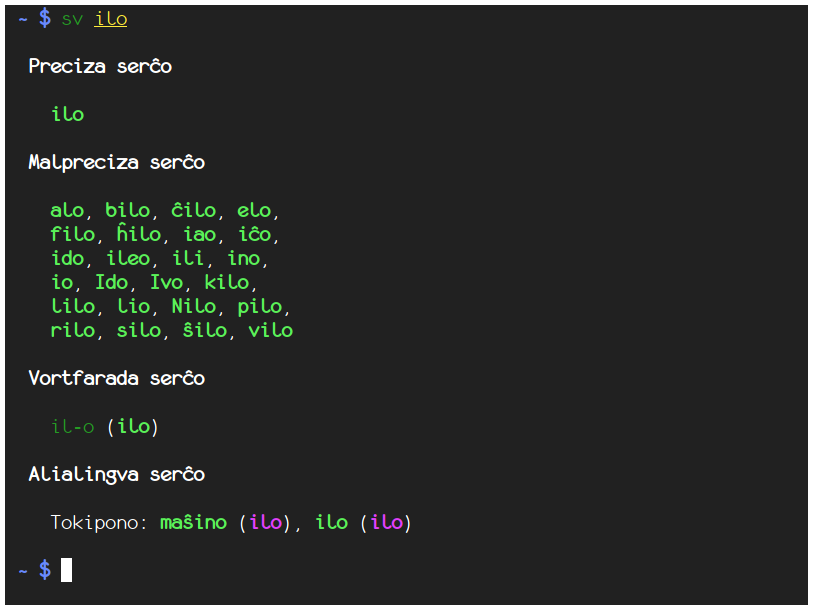 ~ $ sv ilo
Preciza serĉo
ilo
Malpreciza serĉo
alo, bilo, ĉilo, elo,
filo, ĥilo, iao, iĉo,
ido, ileo, ili, ino,
io, Ido, Ivo, kilo,
lilo, lio, Nilo, pilo,
rilo, silo, ŝilo, vilo
Vortfarada serĉo
il-o (ilo)
Alialingva serĉo
Tokipono: maŝino (ilo), ilo (ilo)
~ $